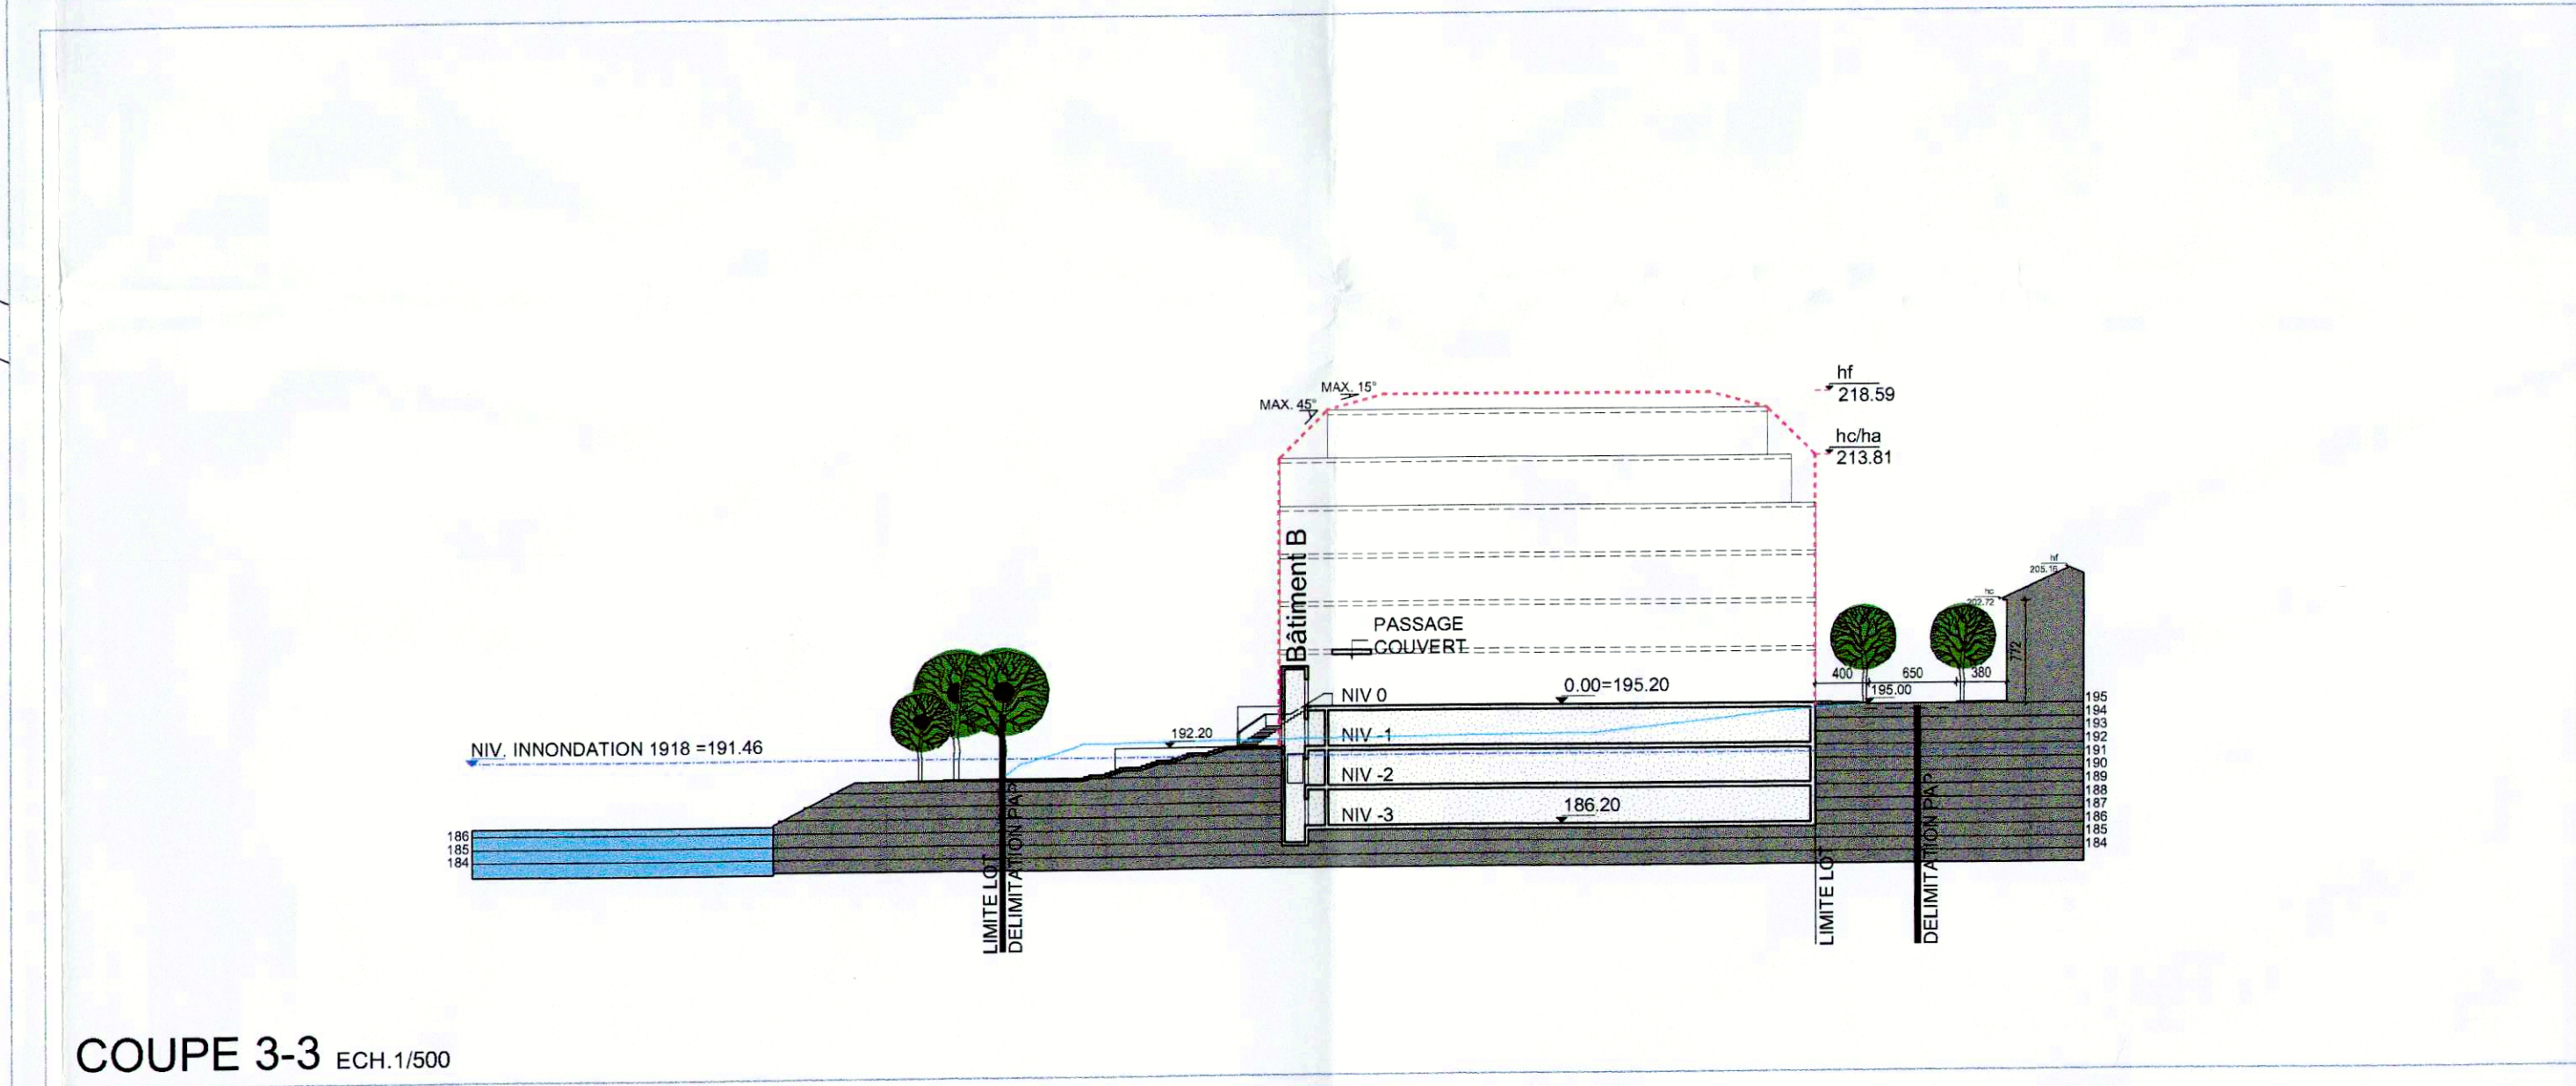 MAX. 15°
MAX. 45°
hf
218.59
hc/ha
213.81
Bâtiment B
PASSAGE
COUVERT
hf
205.16
hc
202.72
772
400
650
380
195.00
NIV 0
0.00=195.20
NIV -1
NIV -2
NIV -3
186.20
192.20
NIV. INNONDATION 1918 =191.46
186
185
184
195
194
193
192
191
190
189
188
187
186
185
184
LIMITE LOT
DELIMITATION PAP
LIMITE LOT
DELIMITATION PAP
COUPE 3-3 ECH.1/500